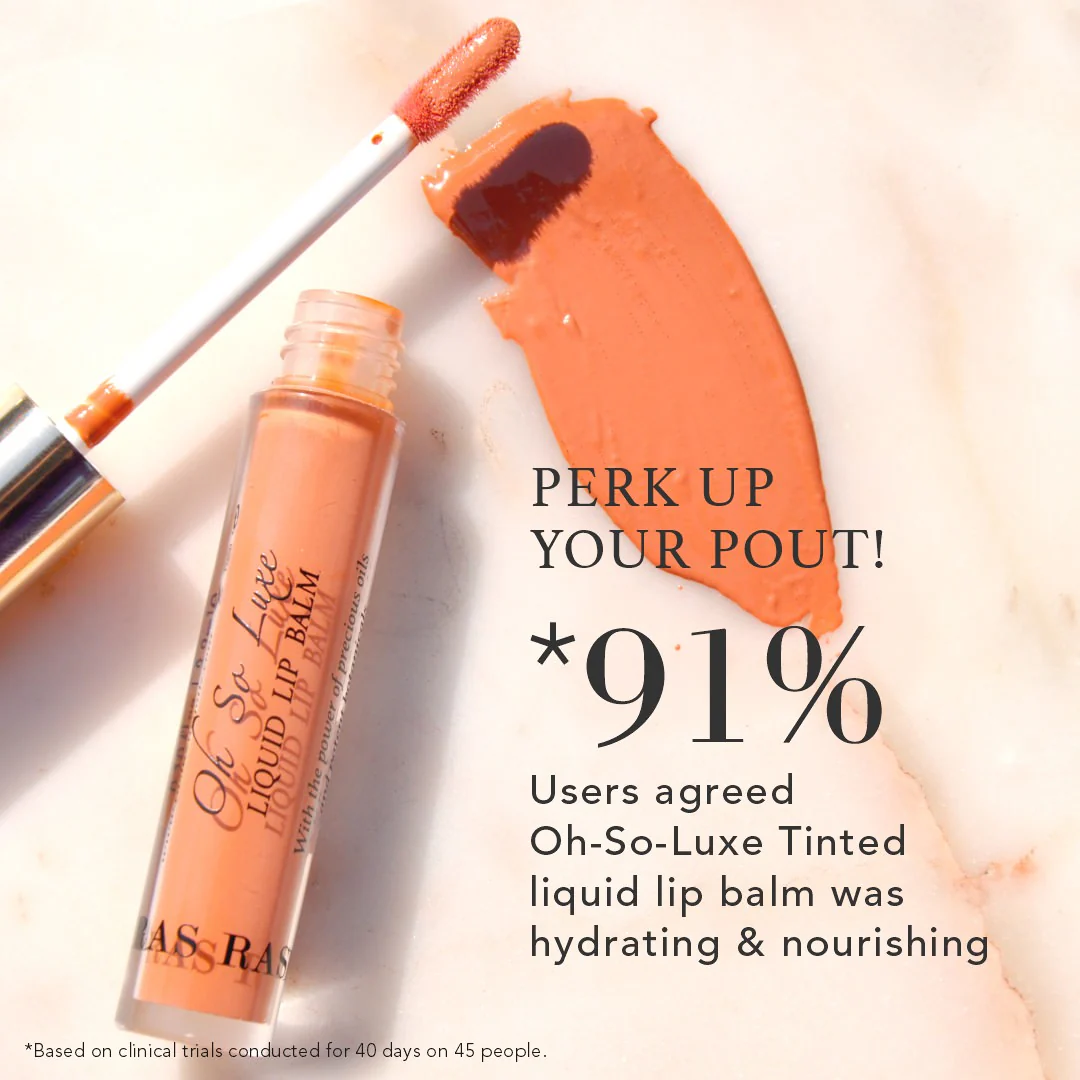 PERK UP
YOUR POUT!
*91%
Users agreed
Oh-So-Luxe Tinted
liquid lip balm was
hydrating & nourishing
Oh So Luxe
LIQUID LIP BALM
With the power of precious oils
RAS RAS
*Based on clinical trials conducted for 40 days on 45 people.